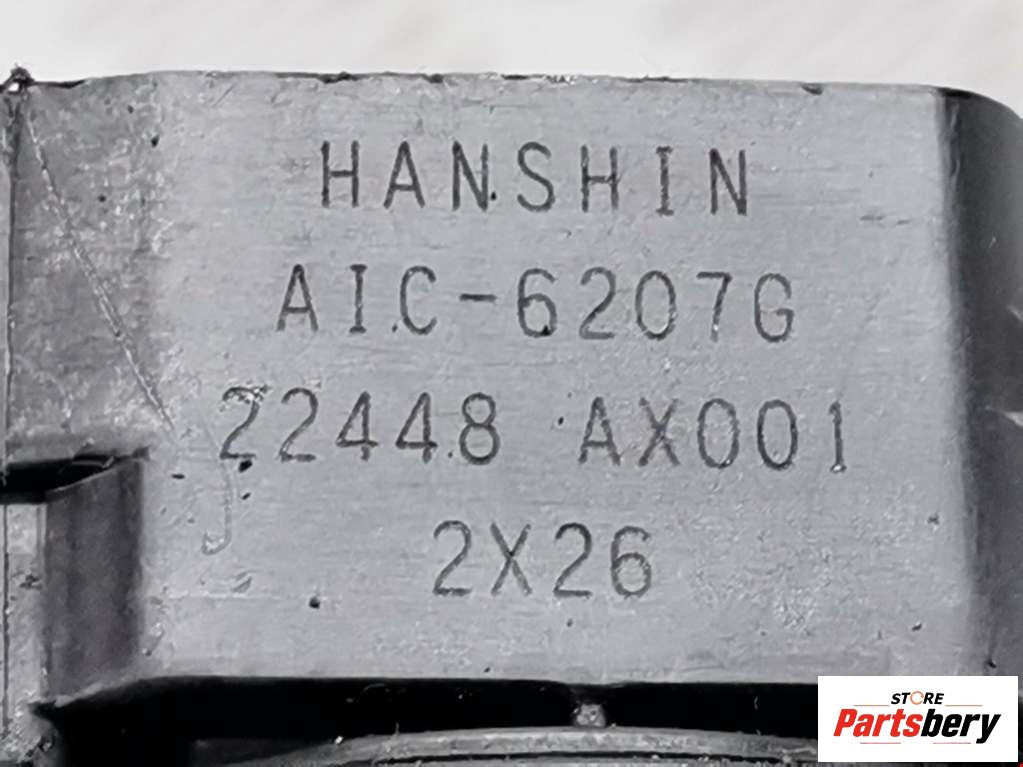 HANSHIN
AIC-6207G
22448 AX001
2X26
STORE
Partsbery